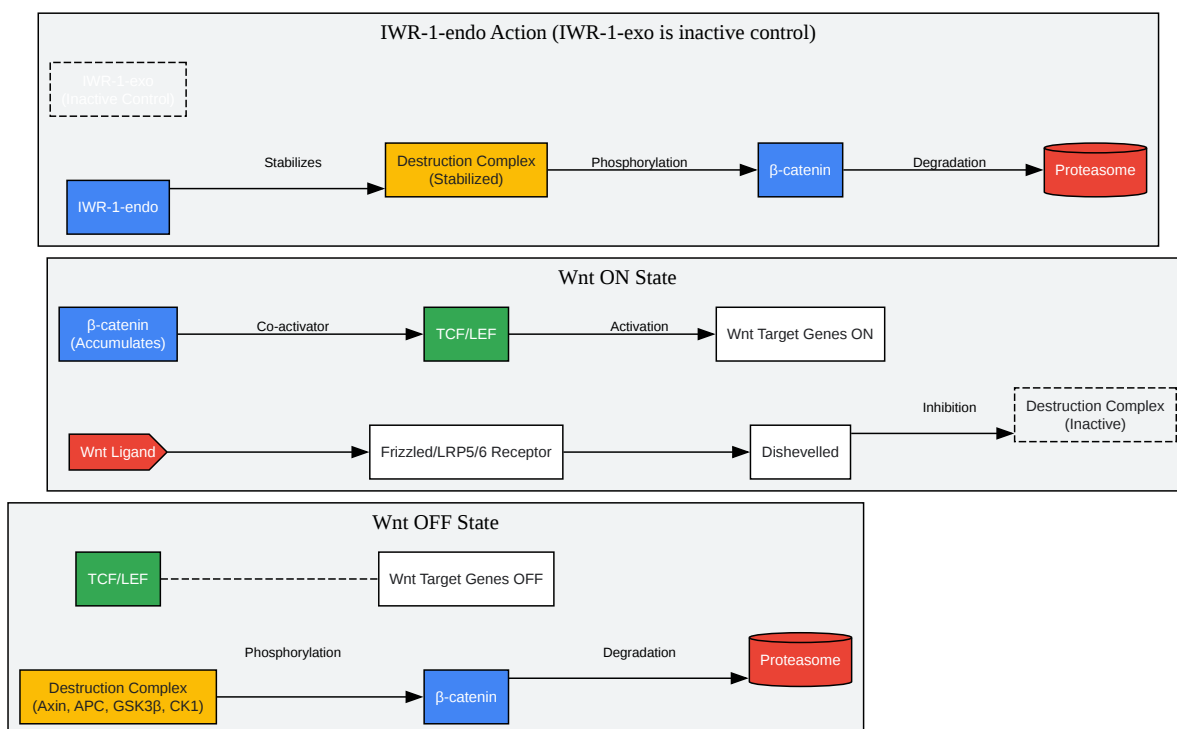 IWR-1-endo Action (IWR-1-exo is inactive control)
IWR-1-exo
(Inactive Control)
Stabilizes
Destruction Complex
(Stabilized)
Phosphorylation
β-catenin
Degradation
Proteasome
IWR-1-endo
Wnt ON State
β-catenin
(Accumulates)
Co-activator
TCF/LEF
Activation
Wnt Target Genes ON
Wnt Ligand
Frizzled/LRP5/6 Receptor
Dishevelled
Inhibition
Destruction Complex
(Inactive)
Wnt OFF State
TCF/LEF
Wnt Target Genes OFF
Destruction Complex
(Axin, APC, GSK3β, CK1)
Phosphorylation
β-catenin
Degradation
Proteasome